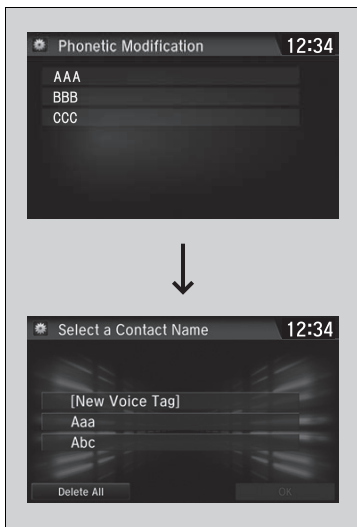 Phonetic Modification 12:34
AAA
BBB
CCC
Select a Contact Name 12:34
[New Voice Tag]
Aaa
Abc
Delete All OK